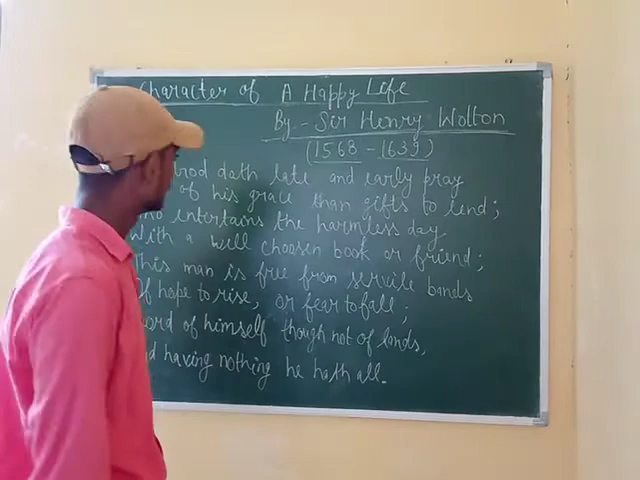 Character of A Happy Life
By - Sir Henry Wolton
(1568 - 1639)
God dath late and early pray
of his grace than gifts to lend;
entertains the harmless day
With a well choosen book or friend;
This man is free from servile bands
Of hope to rise, or fear to fall;
Lord of himself though not of lands,
having nothing he hath all.